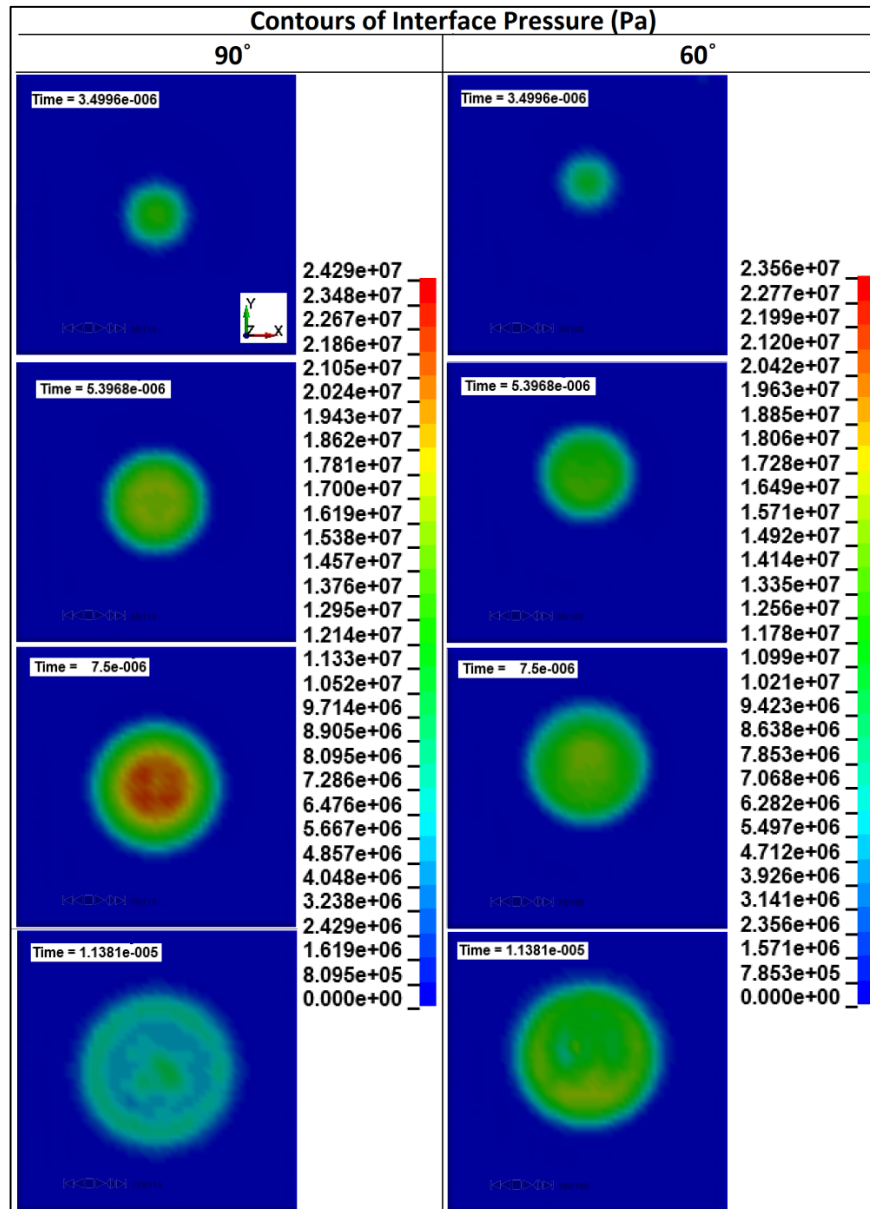 Contours of Interface Pressure (Pa)
90˚
60˚
Time = 3.4996e-006
Y
Z
X
Time = 5.3968e-006
Time = 7.5e-006
Time = 1.1381e-005
2.429e+07
2.348e+07
2.267e+07
2.186e+07
2.105e+07
2.024e+07
1.943e+07
1.862e+07
1.781e+07
1.700e+07
1.619e+07
1.538e+07
1.457e+07
1.376e+07
1.295e+07
1.214e+07
1.133e+07
1.052e+07
9.714e+06
8.905e+06
8.095e+06
7.286e+06
6.476e+06
5.667e+06
4.857e+06
4.048e+06
3.238e+06
2.429e+06
1.619e+06
8.095e+05
0.000e+00
Time = 3.4996e-006
Time = 5.3968e-006
Time = 7.5e-006
Time = 1.1381e-005
2.356e+07
2.277e+07
2.199e+07
2.120e+07
2.042e+07
1.963e+07
1.885e+07
1.806e+07
1.728e+07
1.649e+07
1.571e+07
1.492e+07
1.414e+07
1.335e+07
1.256e+07
1.178e+07
1.099e+07
1.021e+07
9.423e+06
8.638e+06
7.853e+06
7.068e+06
6.282e+06
5.497e+06
4.712e+06
3.926e+06
3.141e+06
2.356e+06
1.571e+06
7.853e+05
0.000e+00